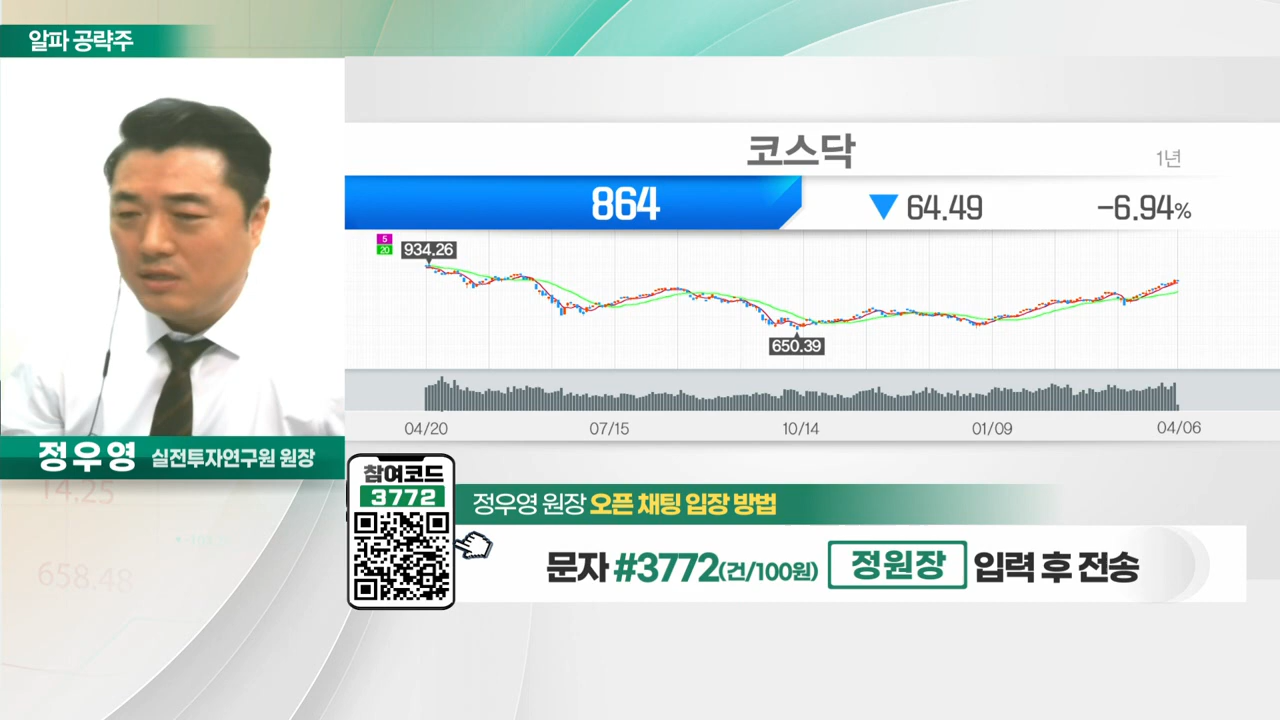 알파 공략주
코스닥
1년
864 ▼ 64.49 -6.94%
5
20
934.26
650.39
04/20 07/15 10/14 01/09 04/06
정우영 실전투자연구원 원장
14.25
658.48
참여코드
3772
정우영 원장 오픈 채팅 입장 방법
문자 #3772(건/100원) 정원장 입력 후 전송